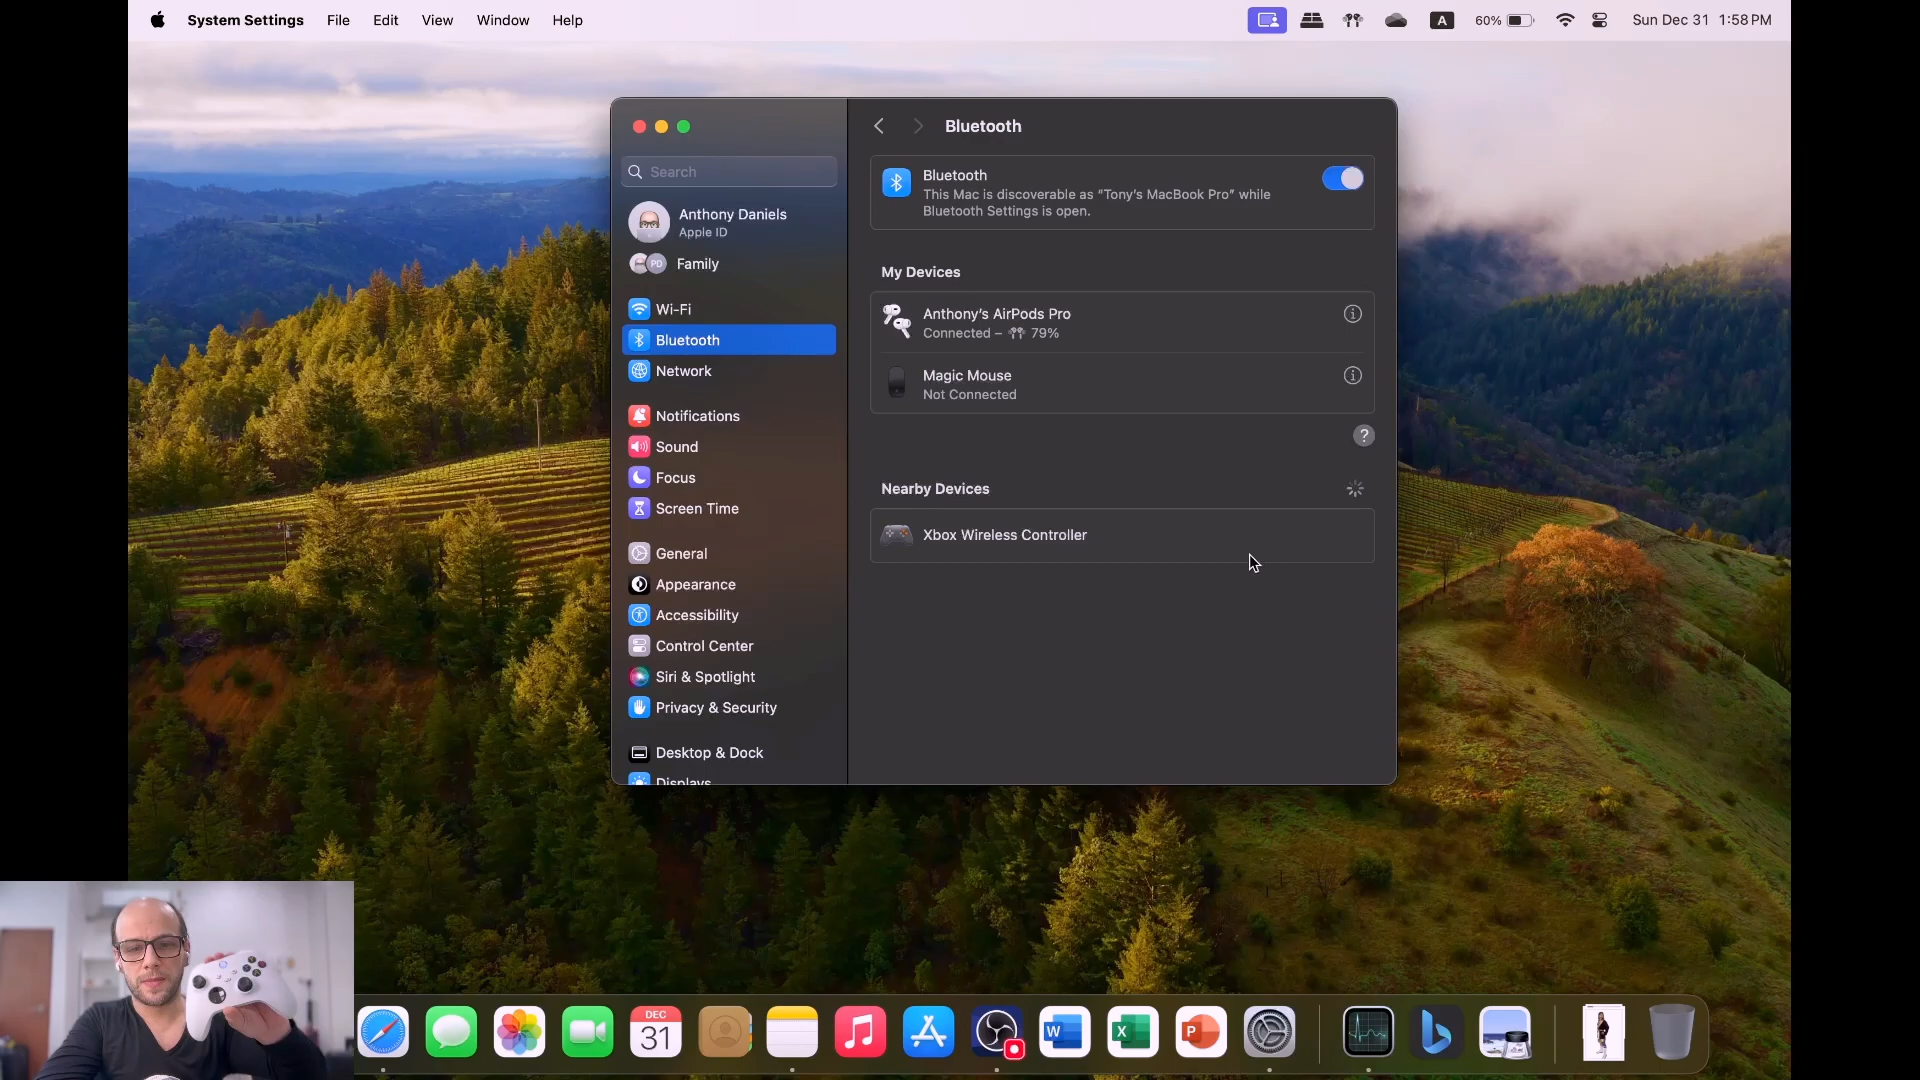 System Settings File Edit View Window Help A 60% Sun Dec 31 1:58 PM
Search
Anthony Daniels
Apple ID
PD Family
Wi-Fi
Bluetooth
Network
Notifications
Sound
Focus
Screen Time
General
Appearance
Accessibility
Control Center
Siri & Spotlight
Privacy & Security
Desktop & Dock
Displays
Bluetooth
Bluetooth
This Mac is discoverable as “Tony’s MacBook Pro” while
Bluetooth Settings is open.
My Devices
Anthony’s AirPods Pro
Connected – 79%
Magic Mouse
Not Connected
?
Nearby Devices
Xbox Wireless Controller
DEC
31
W
X
P